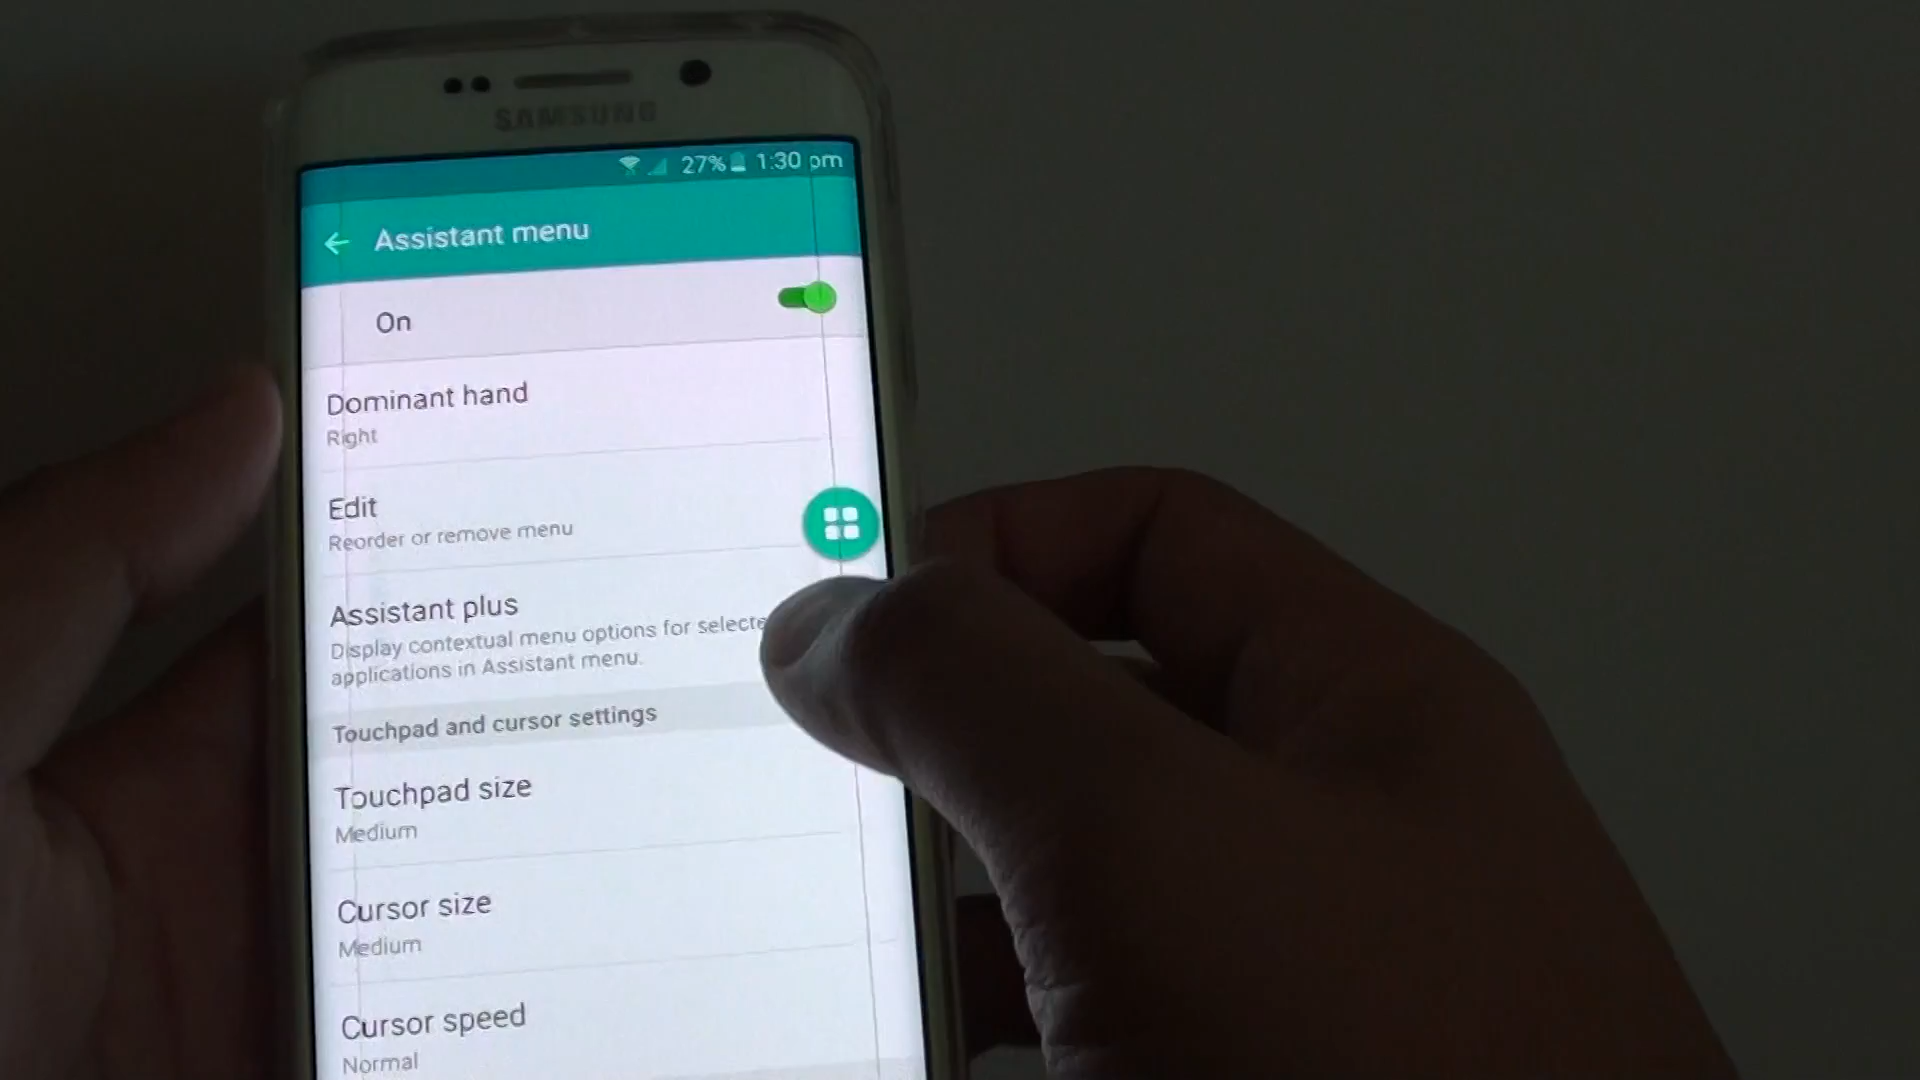 SAMSUNG
27% 1:30 pm
Assistant menu
On
Dominant hand
Right
Edit
Reorder or remove menu
Assistant plus
Display contextual menu options for selecte
applications in Assistant menu.
Touchpad and cursor settings
Touchpad size
Medium
Cursor size
Medium
Cursor speed
Normal